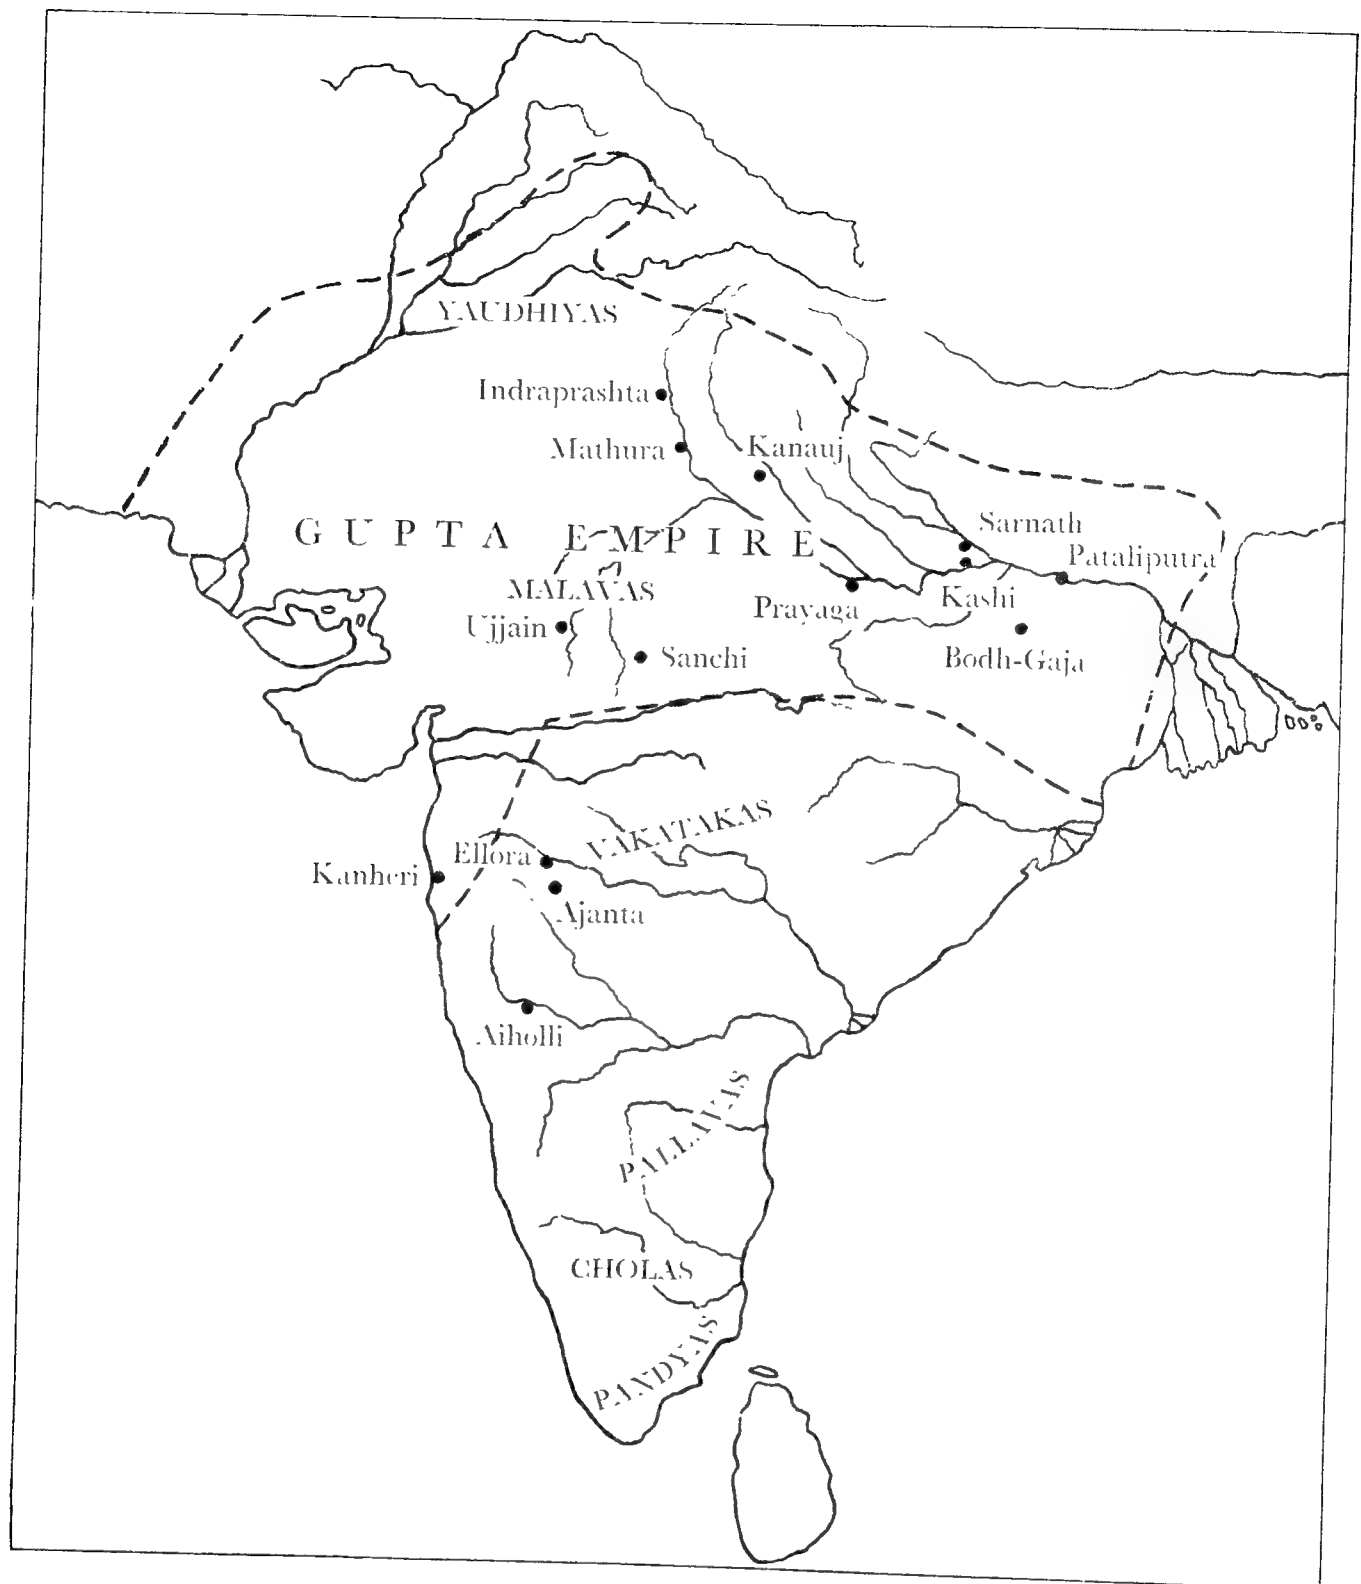 YAUDHIYAS
Indraprashta
Mathura
Kanauj
GUPTA EMPIRE
Sarnath
Pataliputra
MALAVAS
Prayaga
Kashi
Ujjain
Sanchi
Bodh-Gaja
VAKATAKAS
Ellora
Kanheri
Ajanta
Aiholli
PALLAVAS
CHOLAS
PANDYAS